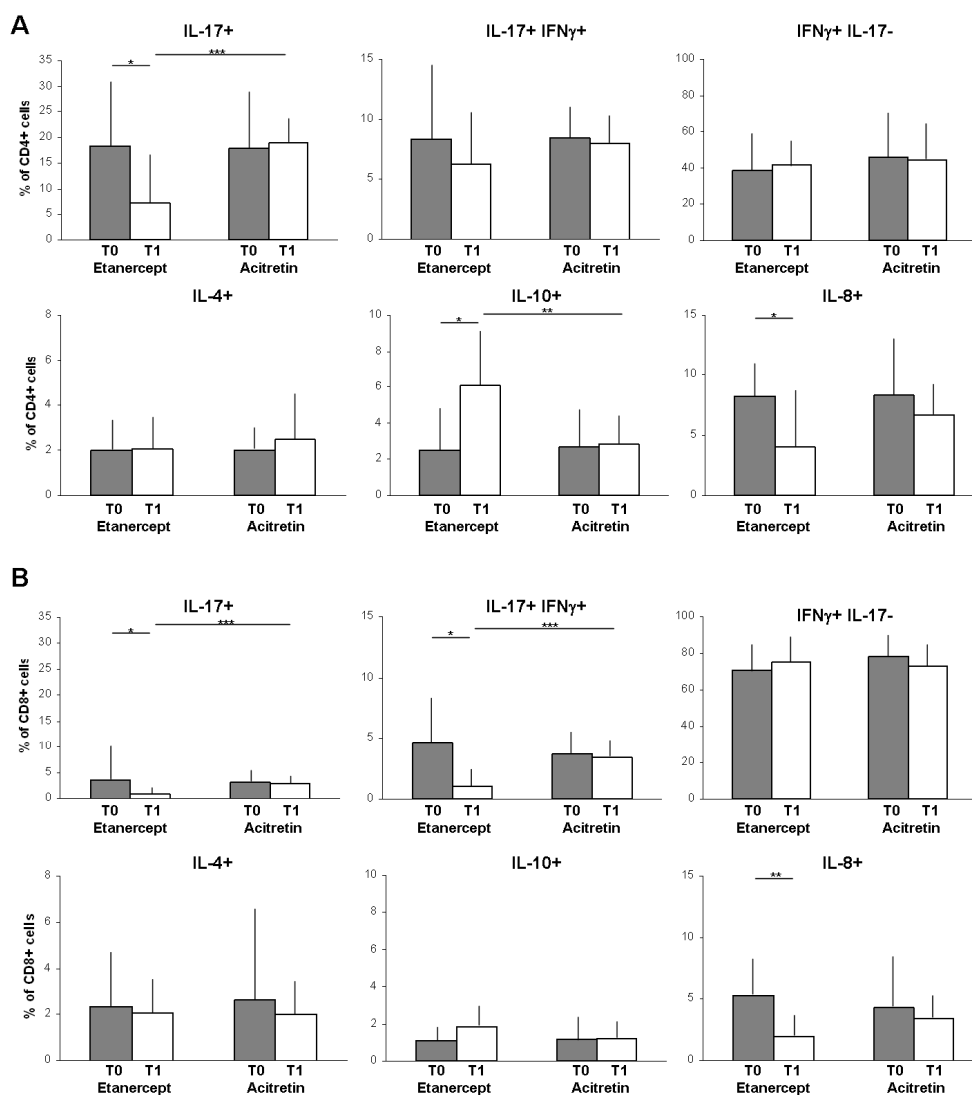 A
IL-17+
IL-17+ IFNγ+
IFNγ+ IL-17-
% of CD4+ cells
35
30
25
20
15
10
5
0
* ***
T0 T1 T0 T1
Etanercept Acitretin
15
10
5
0
T0 T1 T0 T1
Etanercept Acitretin
100
80
60
40
20
0
T0 T1 T0 T1
Etanercept Acitretin
IL-4+
IL-10+
IL-8+
% of CD4+ cells
8
6
4
2
0
T0 T1 T0 T1
Etanercept Acitretin
10
8
6
4
2
0
* **
T0 T1 T0 T1
Etanercept Acitretin
15
10
5
0
*
T0 T1 T0 T1
Etanercept Acitretin
B
IL-17+
IL-17+ IFNγ+
IFNγ+ IL-17-
% of CD8+ cells
35
30
25
20
15
10
5
0
* ***
T0 T1 T0 T1
Etanercept Acitretin
15
10
5
0
* ***
T0 T1 T0 T1
Etanercept Acitretin
100
80
60
40
20
0
T0 T1 T0 T1
Etanercept Acitretin
IL-4+
IL-10+
IL-8+
% of CD8+ cells
8
6
4
2
0
T0 T1 T0 T1
Etanercept Acitretin
10
8
6
4
2
0
T0 T1 T0 T1
Etanercept Acitretin
15
10
5
0
**
T0 T1 T0 T1
Etanercept Acitretin